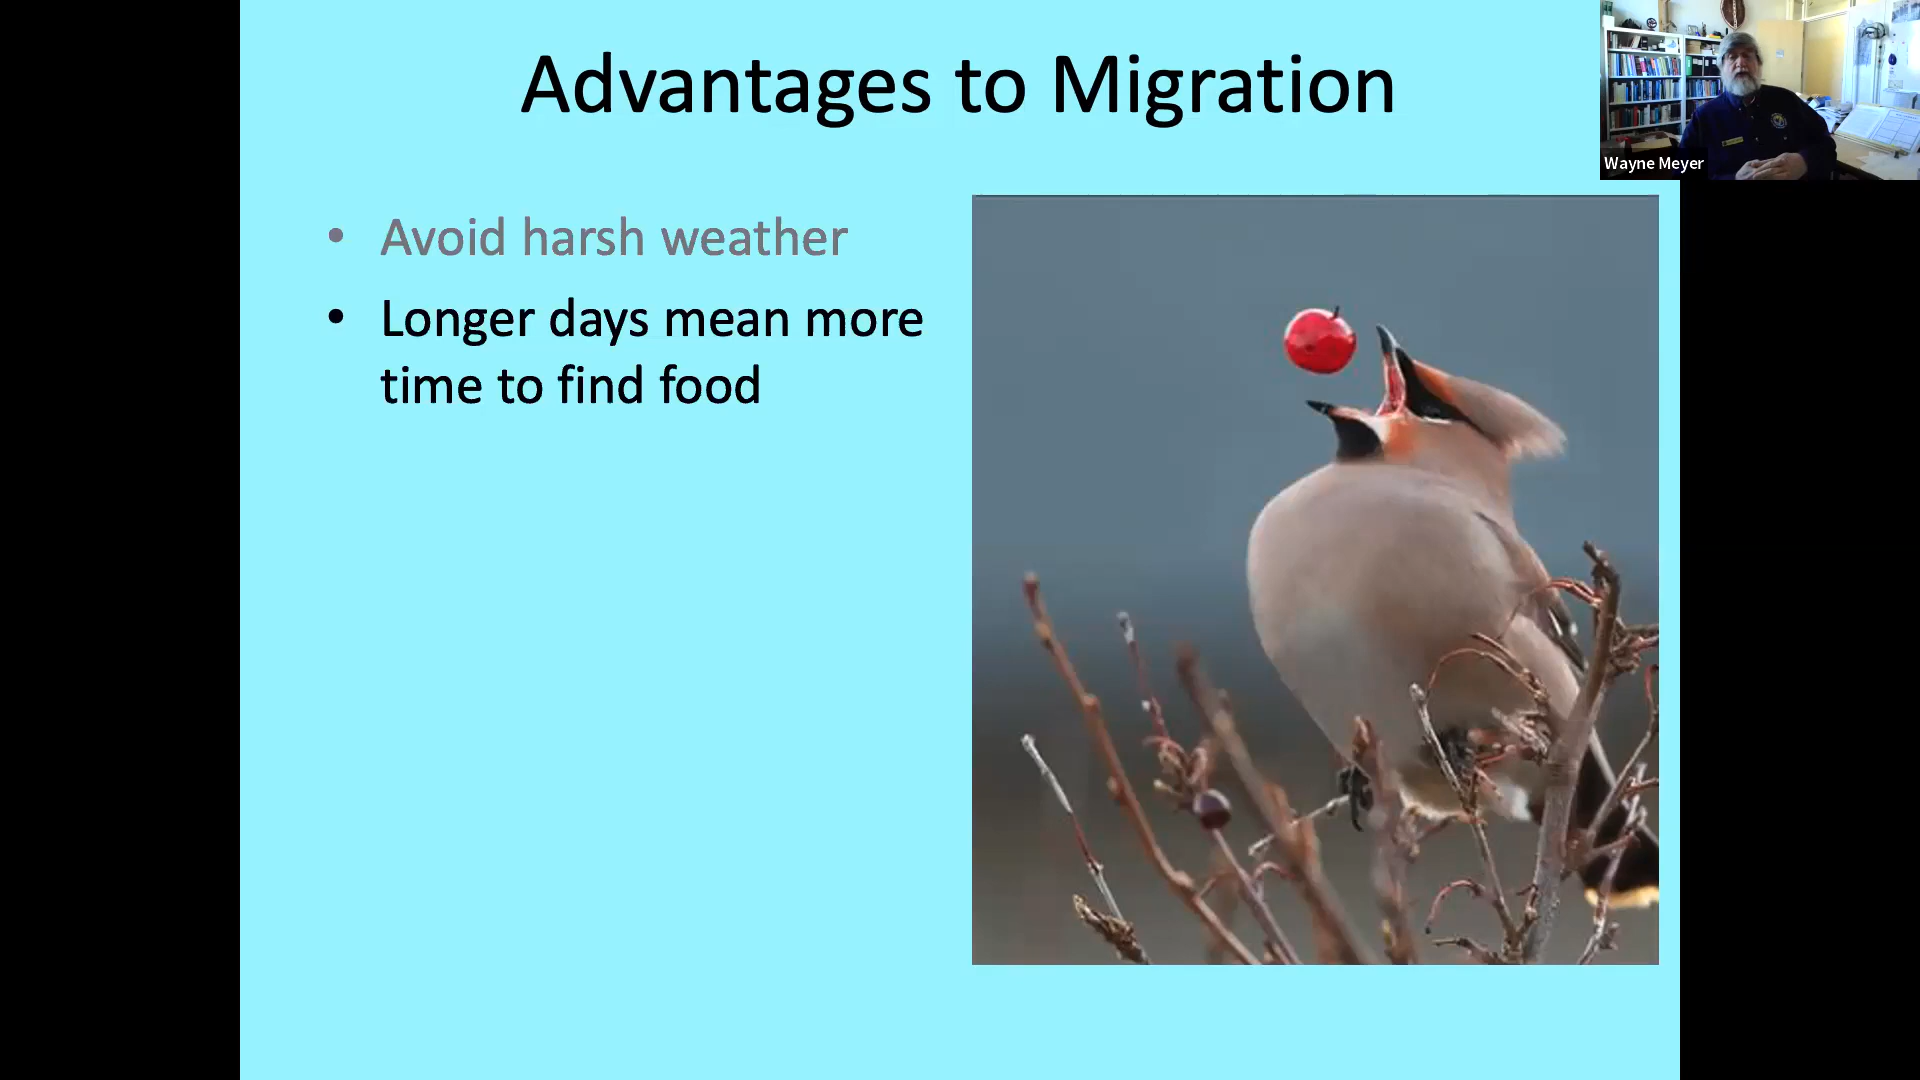 Advantages to Migration
Wayne Meyer
• Avoid harsh weather
• Longer days mean more
time to find food